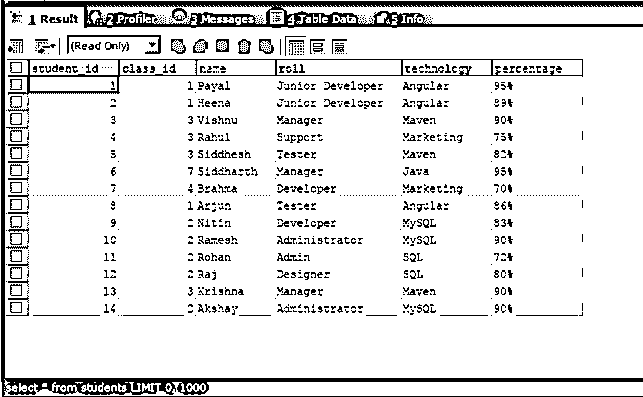 1 Result 2 Profiler 3 Messages 4 Table Data 5 Info
(Read Only)
student_id class_id name roll technology percentage
1 1 Payal Junior Developer Angular 95%
2 1 Heena Junior Developer Angular 89%
3 3 Vishnu Manager Maven 90%
4 3 Rahul Support Marketing 75%
5 3 Siddhesh Tester Maven 82%
6 7 Siddharth Manager Java 95%
7 4 Brahma Developer Marketing 70%
8 1 Arjun Tester Angular 86%
9 2 Nitin Developer MySQL 83%
10 2 Ramesh Administrator MySQL 90%
11 2 Rohan Admin SQL 72%
12 2 Raj Designer SQL 80%
13 3 Krishna Manager Maven 90%
14 2 Akshay Administrator MySQL 90%
select * from students LIMIT 0, 1000